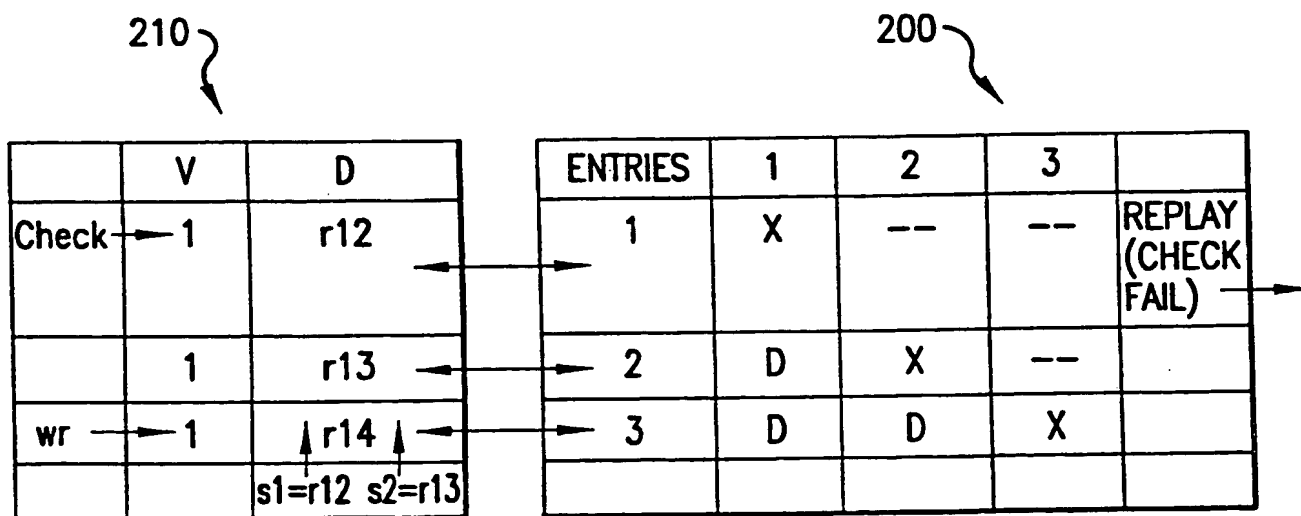 210
200
V D
ENTRIES 1 2 3
Check 1 r12
1 X -- -- REPLAY
(CHECK
FAIL)
1 r13
2 D X --
wr 1 r14
3 D D X
s1=r12 s2=r13